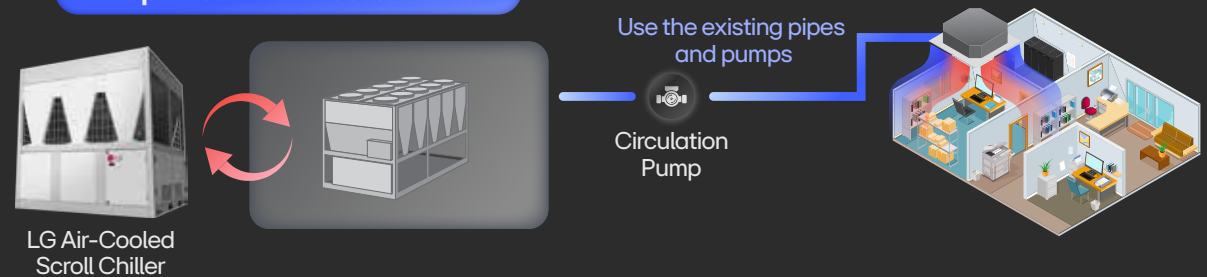 Use the existing pipes
and pumps
Circulation
Pump
LG Air-Cooled
Scroll Chiller